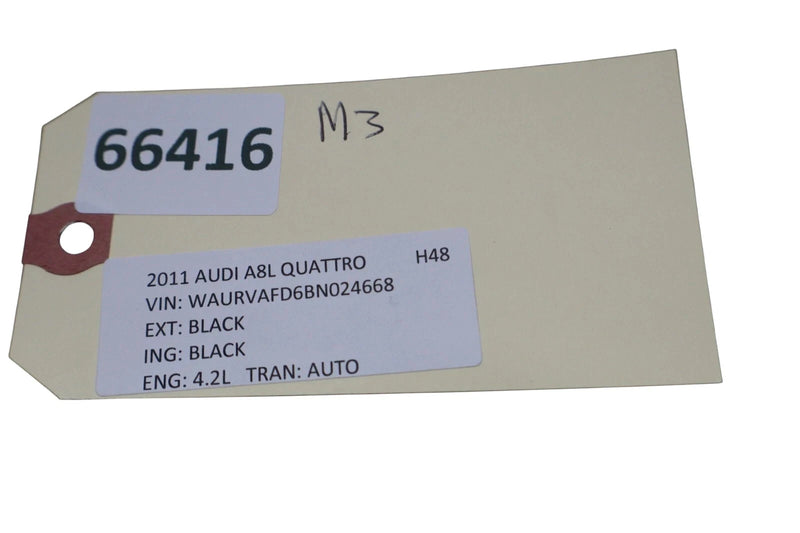 66416
M3
2011 AUDI A8L QUATTRO H48
VIN: WAURVAFD6BN024668
EXT: BLACK
ING: BLACK
ENG: 4.2L TRAN: AUTO